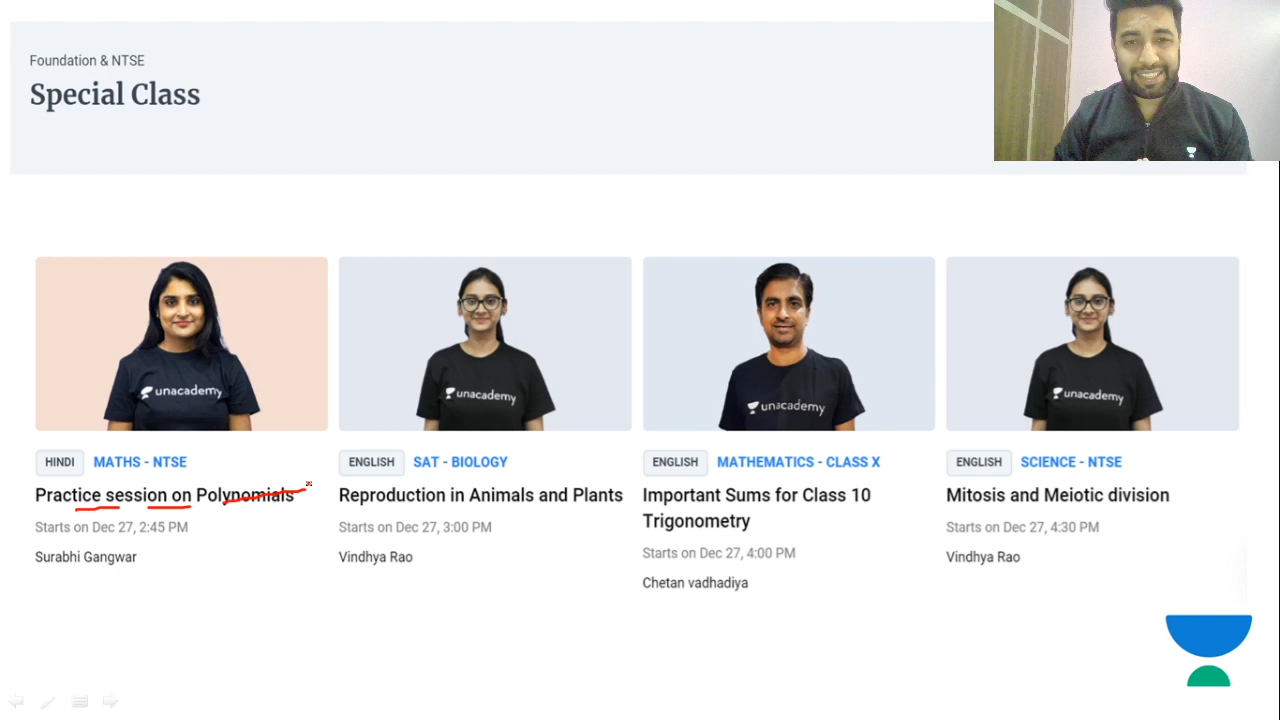 Foundation & NTSE
Special Class
unacademy
unacademy
unacademy
unacademy
HINDI MATHS - NTSE
Practice session on Polynomials
Starts on Dec 27, 2:45 PM
Surabhi Gangwar
ENGLISH SAT - BIOLOGY
Reproduction in Animals and Plants
Starts on Dec 27, 3:00 PM
Vindhya Rao
ENGLISH MATHEMATICS - CLASS X
Important Sums for Class 10
Trigonometry
Starts on Dec 27, 4:00 PM
Chetan vadhadiya
ENGLISH SCIENCE - NTSE
Mitosis and Meiotic division
Starts on Dec 27, 4:30 PM
Vindhya Rao